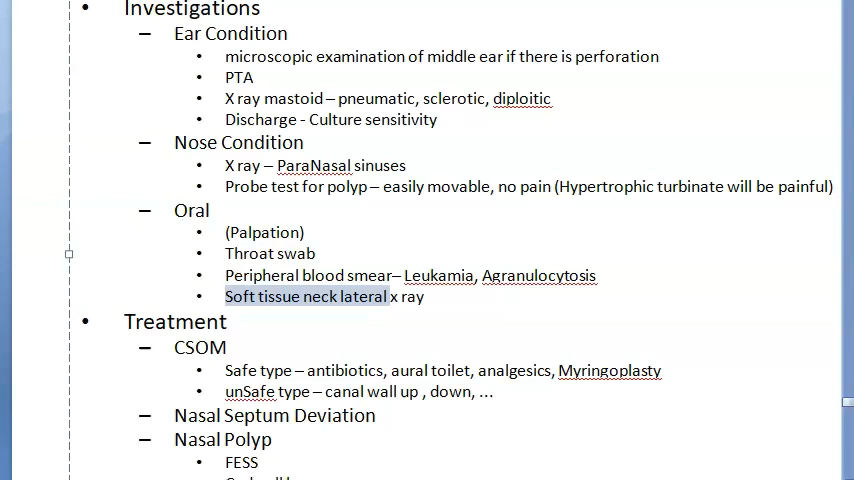 • Investigations
– Ear Condition
• microscopic examination of middle ear if there is perforation
• PTA
• X ray mastoid – pneumatic, sclerotic, diploitic
• Discharge - Culture sensitivity
– Nose Condition
• X ray – ParaNasal sinuses
• Probe test for polyp – easily movable, no pain (Hypertrophic turbinate will be painful)
– Oral
• (Palpation)
• Throat swab
• Peripheral blood smear– Leukamia, Agranulocytosis
• Soft tissue neck lateral x ray
• Treatment
– CSOM
• Safe type – antibiotics, aural toilet, analgesics, Myringoplasty
• unSafe type – canal wall up , down, ...
– Nasal Septum Deviation
– Nasal Polyp
• FESS